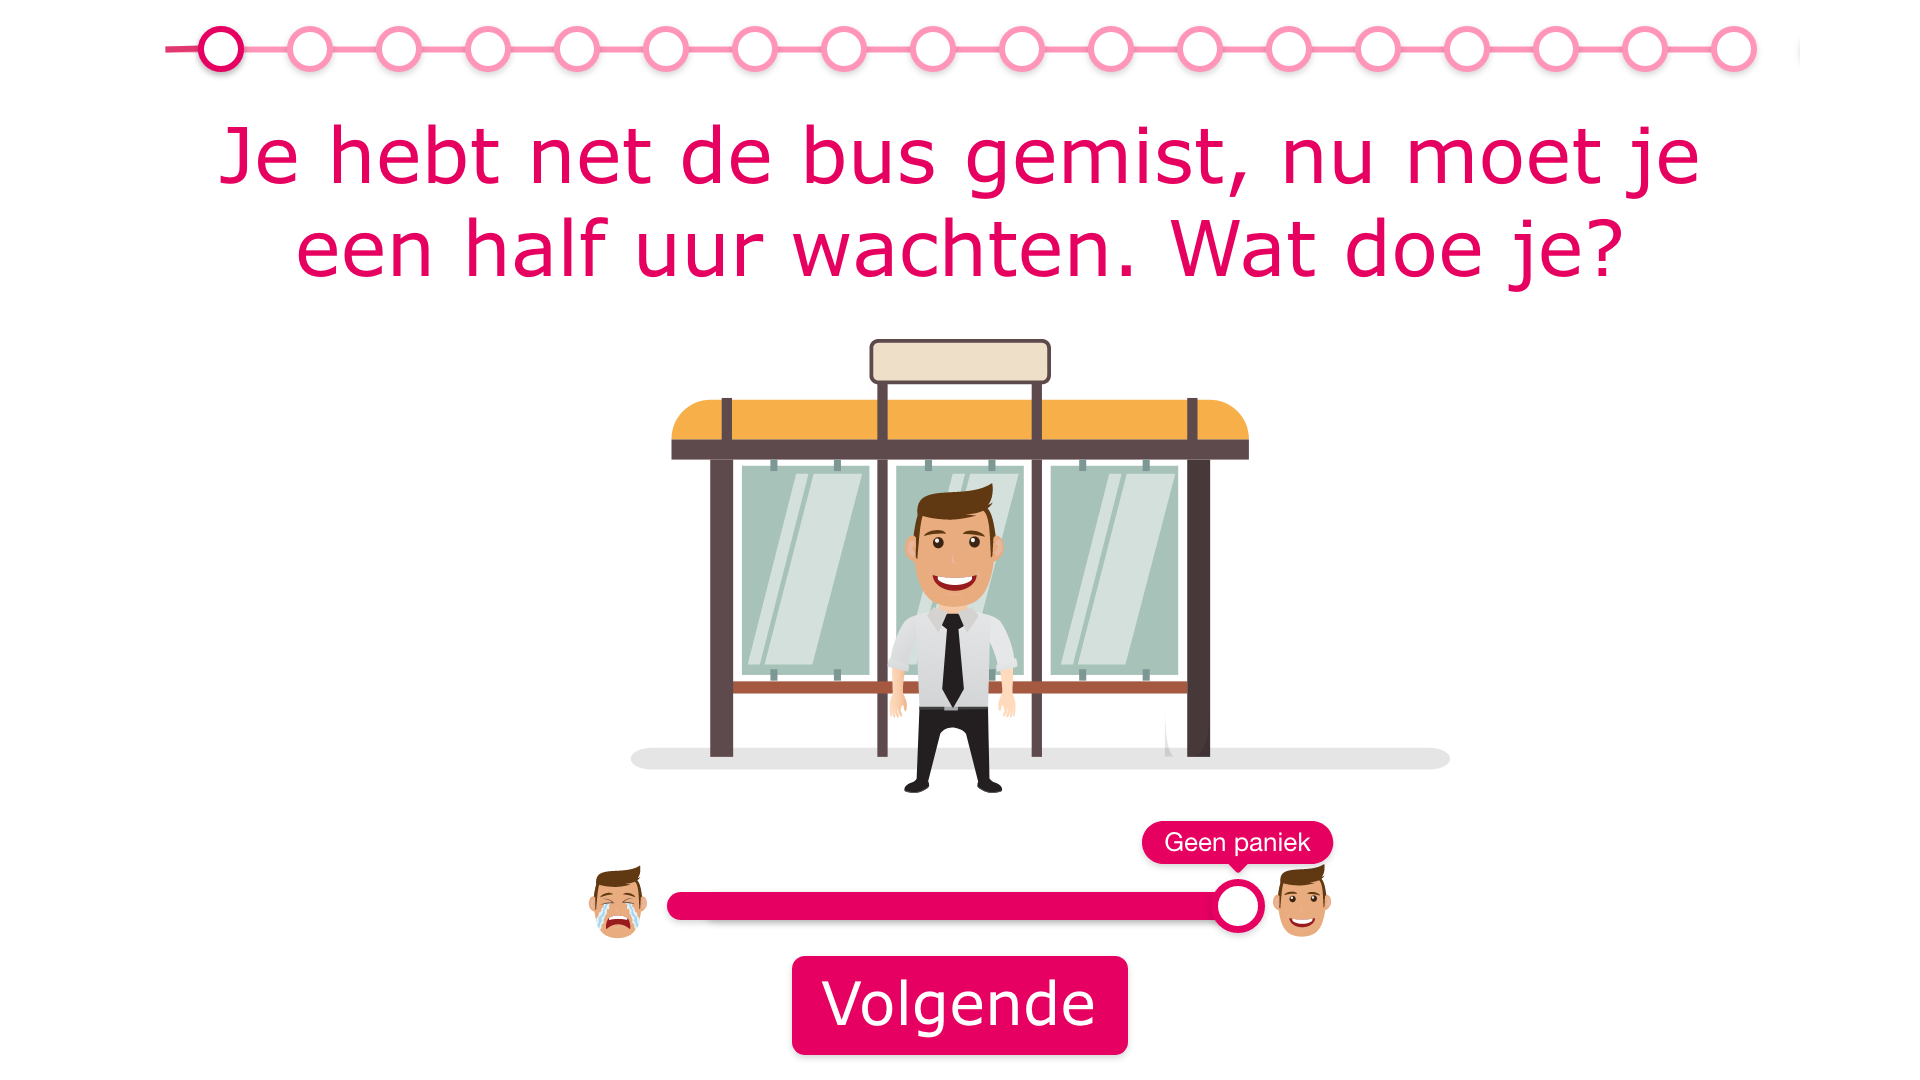 Je hebt net de bus gemist, nu moet je
een half uur wachten. Wat doe je?
Geen paniek
Volgende